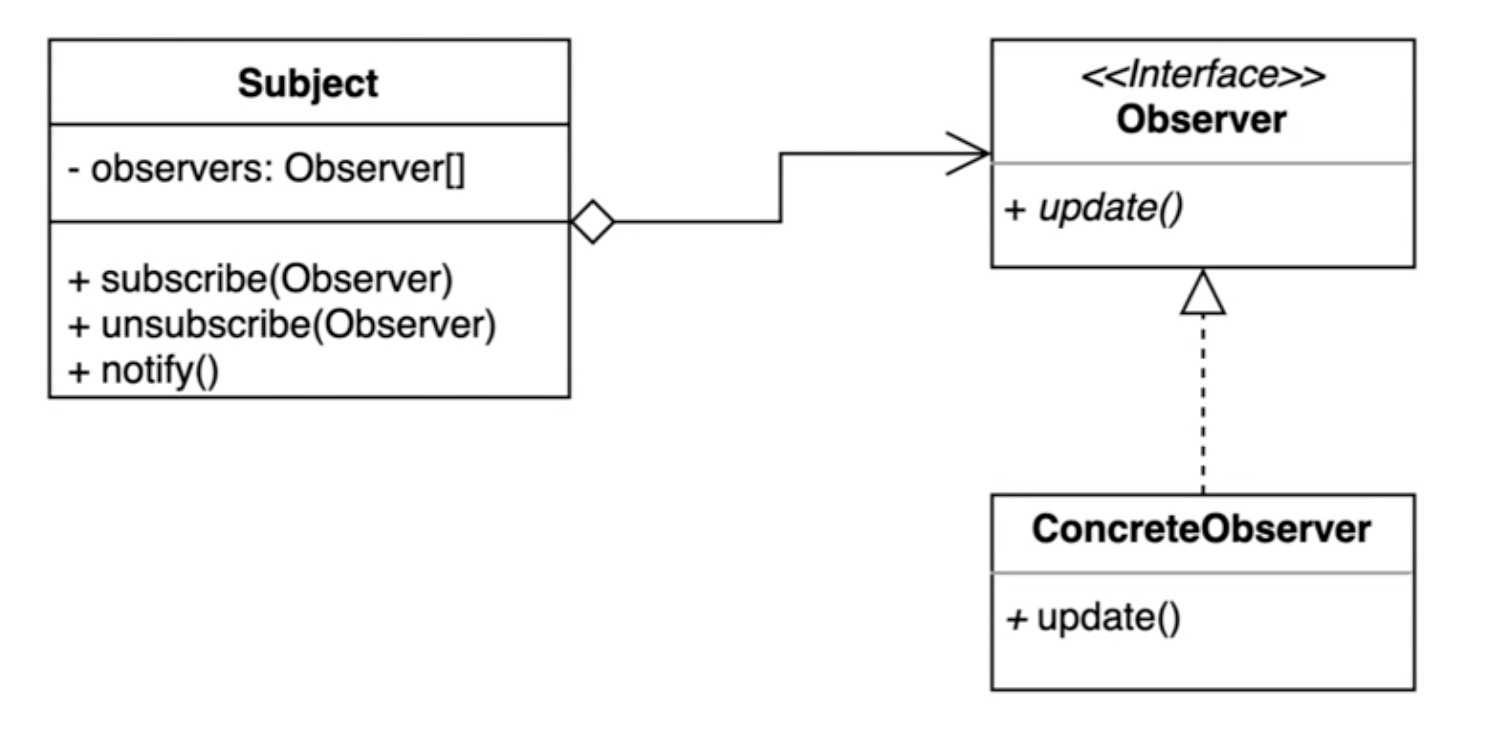 Subject
- observers: Observer[]
+ subscribe(Observer)
+ unsubscribe(Observer)
+ notify()
<<Interface>>
Observer
+ update()
ConcreteObserver
+ update()